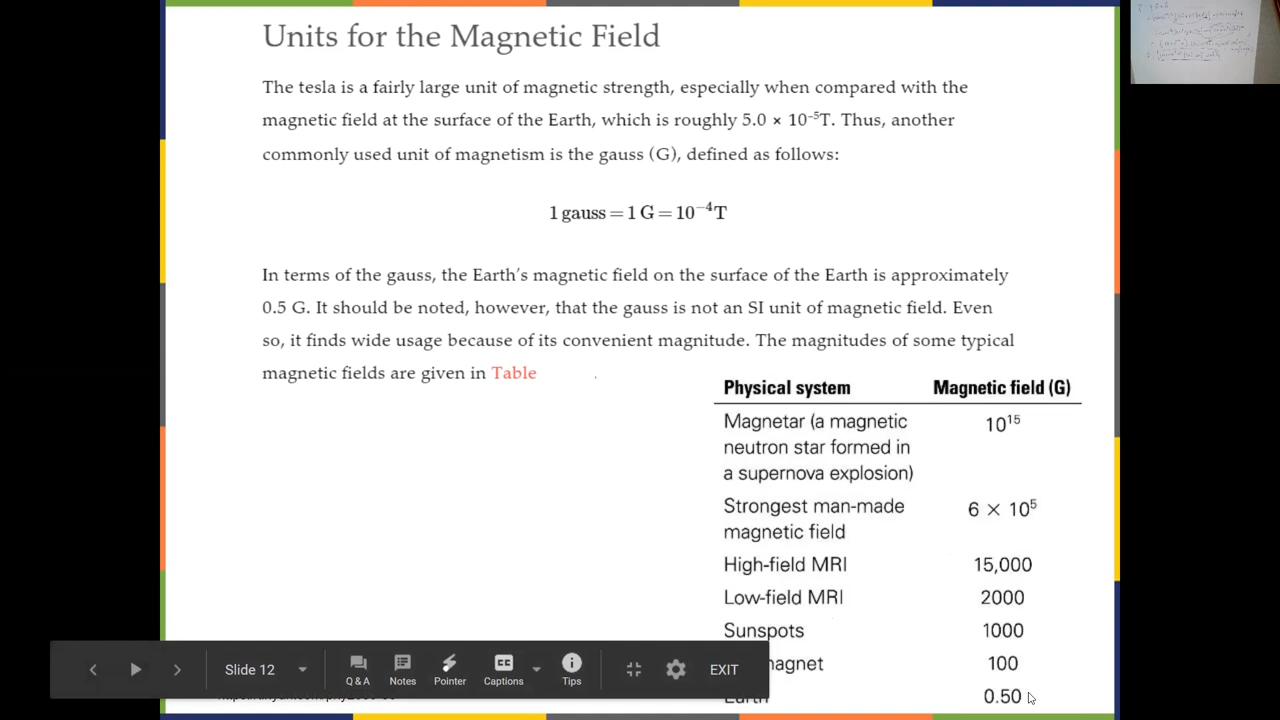 Units for the Magnetic Field
The tesla is a fairly large unit of magnetic strength, especially when compared with the
magnetic field at the surface of the Earth, which is roughly 5.0 × 10⁻⁵T. Thus, another
commonly used unit of magnetism is the gauss (G), defined as follows:
1 gauss = 1 G = 10⁻⁴ T
In terms of the gauss, the Earth's magnetic field on the surface of the Earth is approximately
0.5 G. It should be noted, however, that the gauss is not an SI unit of magnetic field. Even
so, it finds wide usage because of its convenient magnitude. The magnitudes of some typical
magnetic fields are given in Table .
Physical system Magnetic field (G)
Magnetar (a magnetic 10¹⁵
neutron star formed in
a supernova explosion)
Strongest man-made 6 × 10⁵
magnetic field
High-field MRI 15,000
Low-field MRI 2000
Sunspots 1000
magnet 100
Earth 0.50
Slide 12
Q & A
Notes
Pointer
CC
Captions
Tips
EXIT